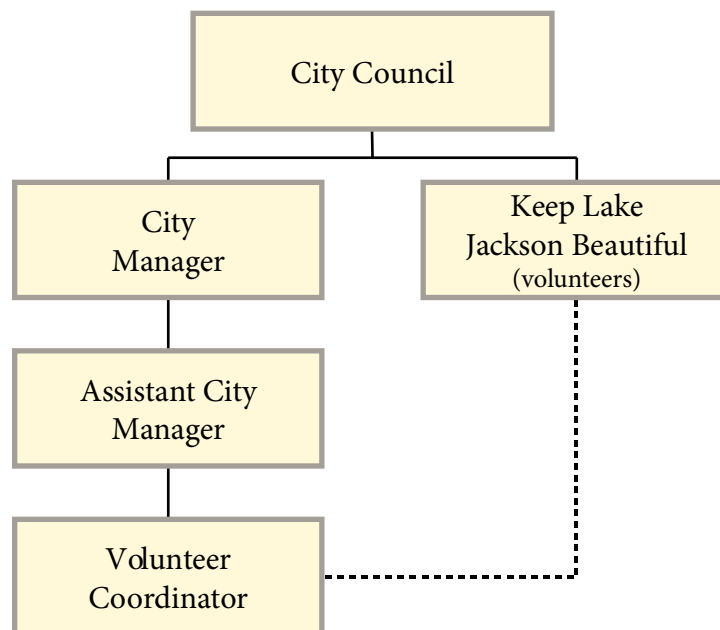 City Council
City
Manager
Keep Lake
Jackson Beautiful
(volunteers)
Assistant City
Manager
Volunteer
Coordinator